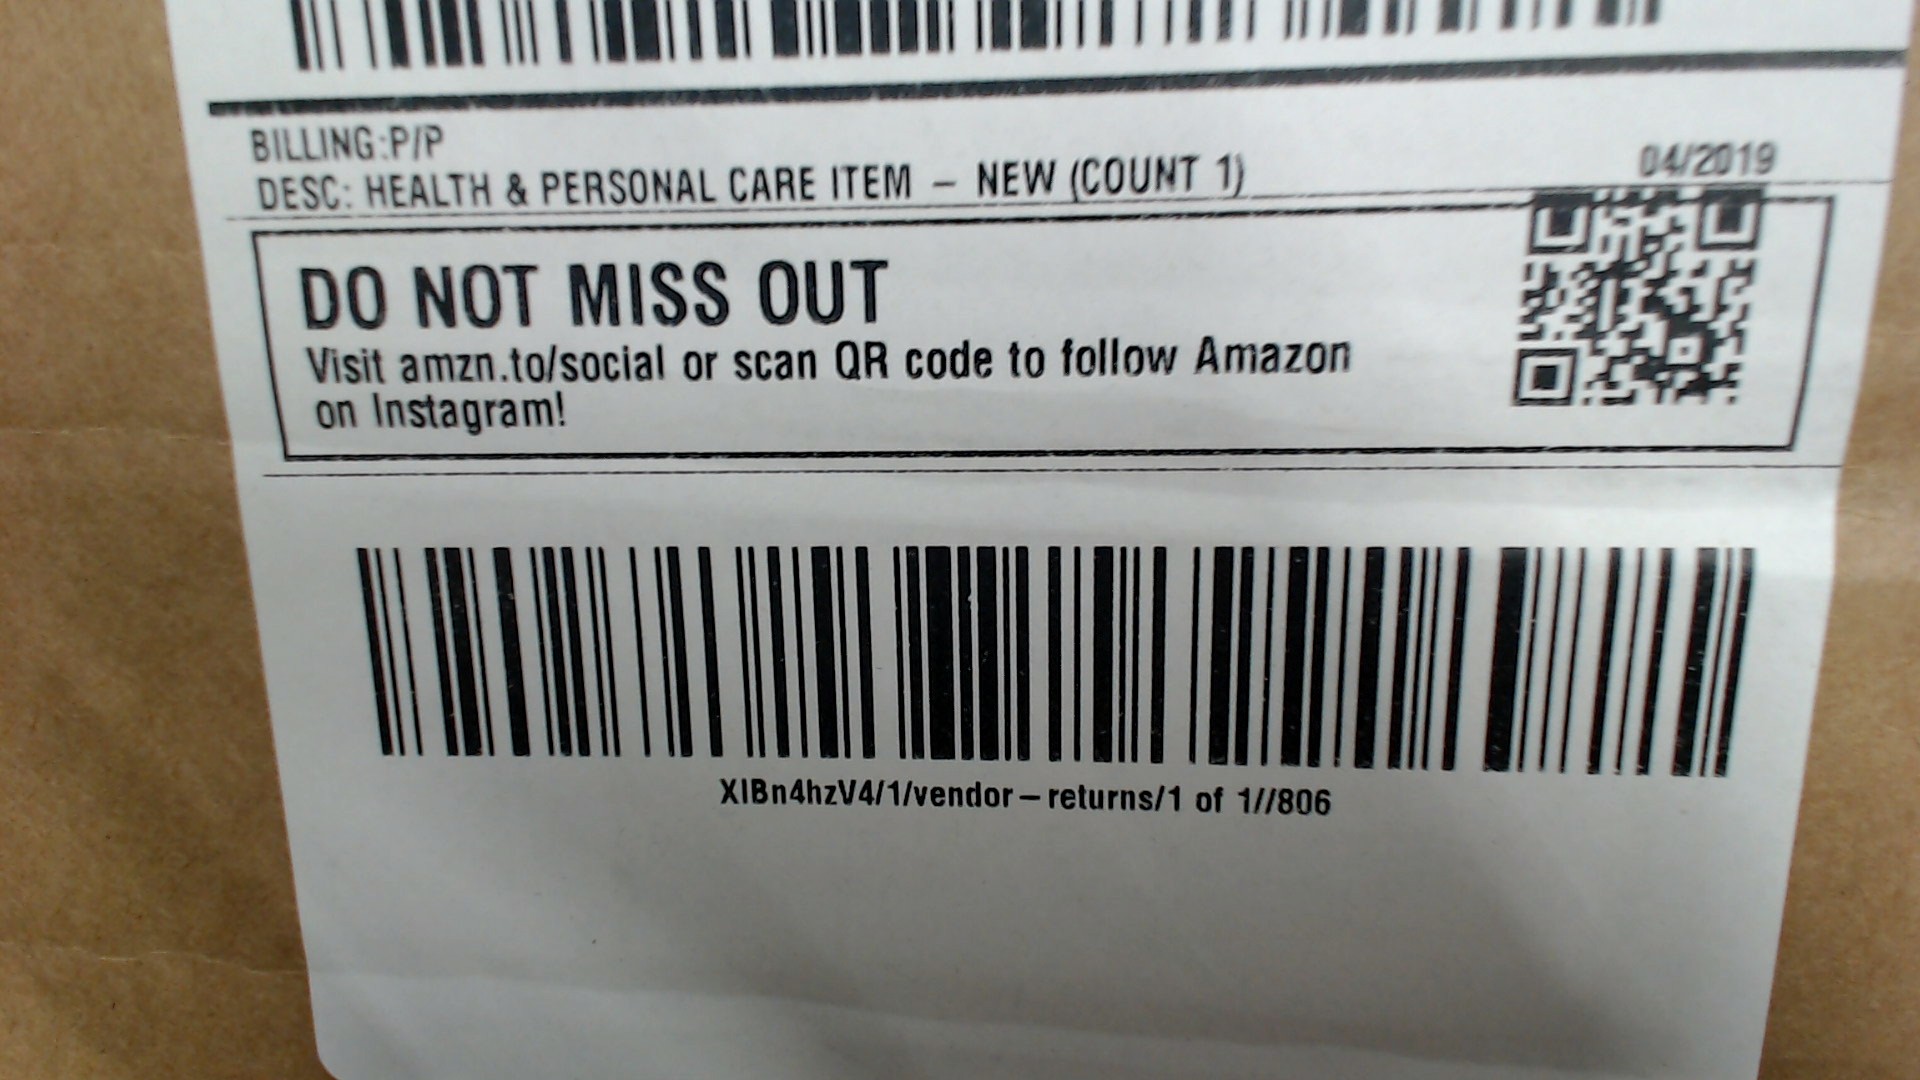 BILLING:P/P
DESC: HEALTH & PERSONAL CARE ITEM – NEW (COUNT 1)
04/2019
DO NOT MISS OUT
Visit amzn.to/social or scan QR code to follow Amazon
on Instagram!
XIBn4hzV4/1/vendor–returns/1 of 1//806